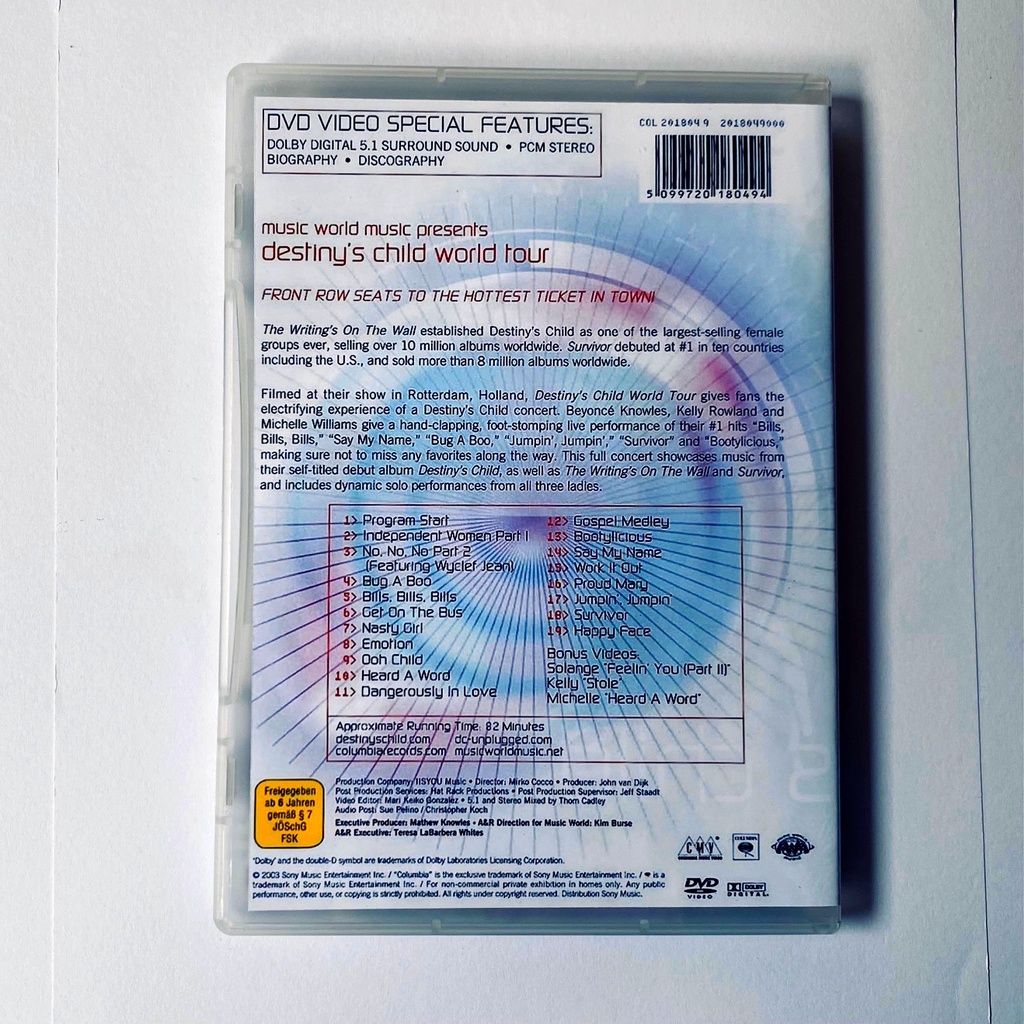 DVD VIDEO SPECIAL FEATURES:
DOLBY DIGITAL 5.1 SURROUND SOUND • PCM STEREO
BIOGRAPHY • DISCOGRAPHY
COL 201804 9 2018049000
5 099720 180494
music world music presents
destiny's child world tour
FRONT ROW SEATS TO THE HOTTEST TICKET IN TOWN!
The Writing's On The Wall established Destiny's Child as one of the largest-selling female
groups ever, selling over 10 million albums worldwide. Survivor debuted at #1 in ten countries
including the U.S., and sold more than 8 million albums worldwide.
Filmed at their show in Rotterdam, Holland, Destiny's Child World Tour gives fans the
electrifying experience of a Destiny's Child concert. Beyoncé Knowles, Kelly Rowland and
Michelle Williams give a hand-clapping, foot-stomping live performance of their #1 hits "Bills,
Bills, Bills," "Say My Name," "Bug A Boo," "Jumpin', Jumpin'," "Survivor" and "Bootylicious,"
making sure not to miss any favorites along the way. This full concert showcases music from
their self-titled debut album Destiny's Child, as well as The Writing's On The Wall and Survivor,
and includes dynamic solo performances from all three ladies.
1> Program Start
2> Independent Women Part I
3> No, No, No Part 2
(Featuring Wyclef Jean)
4> Bug A Boo
5> Bills, Bills, Bills
6> Get On The Bus
7> Nasty Girl
8> Emotion
9> Ooh Child
10> Heard A Word
11> Dangerously In Love
12> Gospel Medley
13> Bootylicious
14> Say My Name
15> Work It Out
16> Proud Mary
17> Jumpin', Jumpin'
18> Survivor
19> Happy Face
Bonus Videos:
Solange "Feelin' You (Part II)"
Kelly "Stole"
Michelle "Heard A Word"
Approximate Running Time: 82 Minutes
destinyschild.com dc-unplugged.com
columbiarecords.com musicworldmusic.net
Freigegeben
ab 6 Jahren
gemäß § 7
JÖSchG
FSK
Production Company: IISYOU Music • Director: Mirko Cocco • Producer: John van Dijk
Post Production Services: Hat Rack Productions • Post Production Supervisor: Jeff Staadt
Video Editor: Mari Keiko Gonzalez • 5.1 and Stereo Mixed by Thom Cadley
Audio Post: Sue Pelino / Christopher Koch
Executive Producer: Mathew Knowles • A&R Direction for Music World: Kim Burse
A&R Executive: Teresa LaBarbera Whites
CMV
COLUMBIA
'Dolby' and the double-D symbol are trademarks of Dolby Laboratories Licensing Corporation.
© 2003 Sony Music Entertainment Inc. / "Columbia" is the exclusive trademark of Sony Music Entertainment Inc. / is a
trademark of Sony Music Entertainment Inc. / For non-commercial private exhibition in homes only. Any public
performance, other use, or copying is strictly prohibited. All rights under copyright reserved. Distribution Sony Music.
DVD
VIDEO
DOLBY
DIGITAL